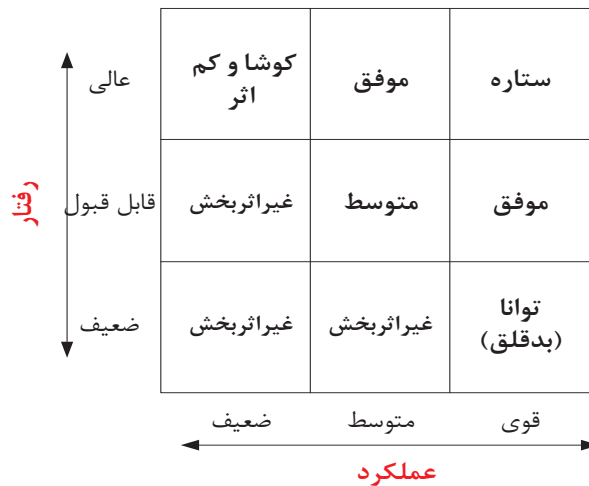 عالی
کوشا و کم
اثر
موفق
ستاره
رفتار
قابل قبول
غیراثربخش
متوسط
موفق
ضعیف
غیراثربخش
غیراثربخش
توانا
(بدقلق)
ضعیف
متوسط
قوی
عملکرد